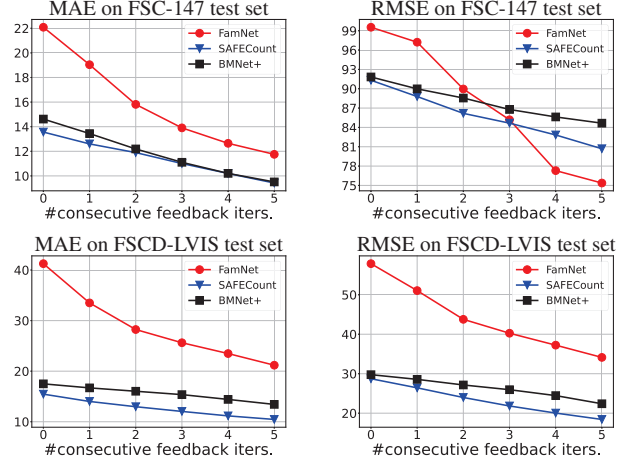 MAE on FSC-147 test set
22
20
18
16
14
12
10
FamNet
SAFECount
BMNet+
0 1 2 3 4 5
#consecutive feedback iters.
RMSE on FSC-147 test set
99
96
93
90
87
84
81
78
75
FamNet
SAFECount
BMNet+
0 1 2 3 4 5
#consecutive feedback iters.
MAE on FSCD-LVIS test set
40
30
20
10
FamNet
SAFECount
BMNet+
0 1 2 3 4 5
#consecutive feedback iters.
RMSE on FSCD-LVIS test set
50
40
30
20
FamNet
SAFECount
BMNet+
0 1 2 3 4 5
#consecutive feedback iters.